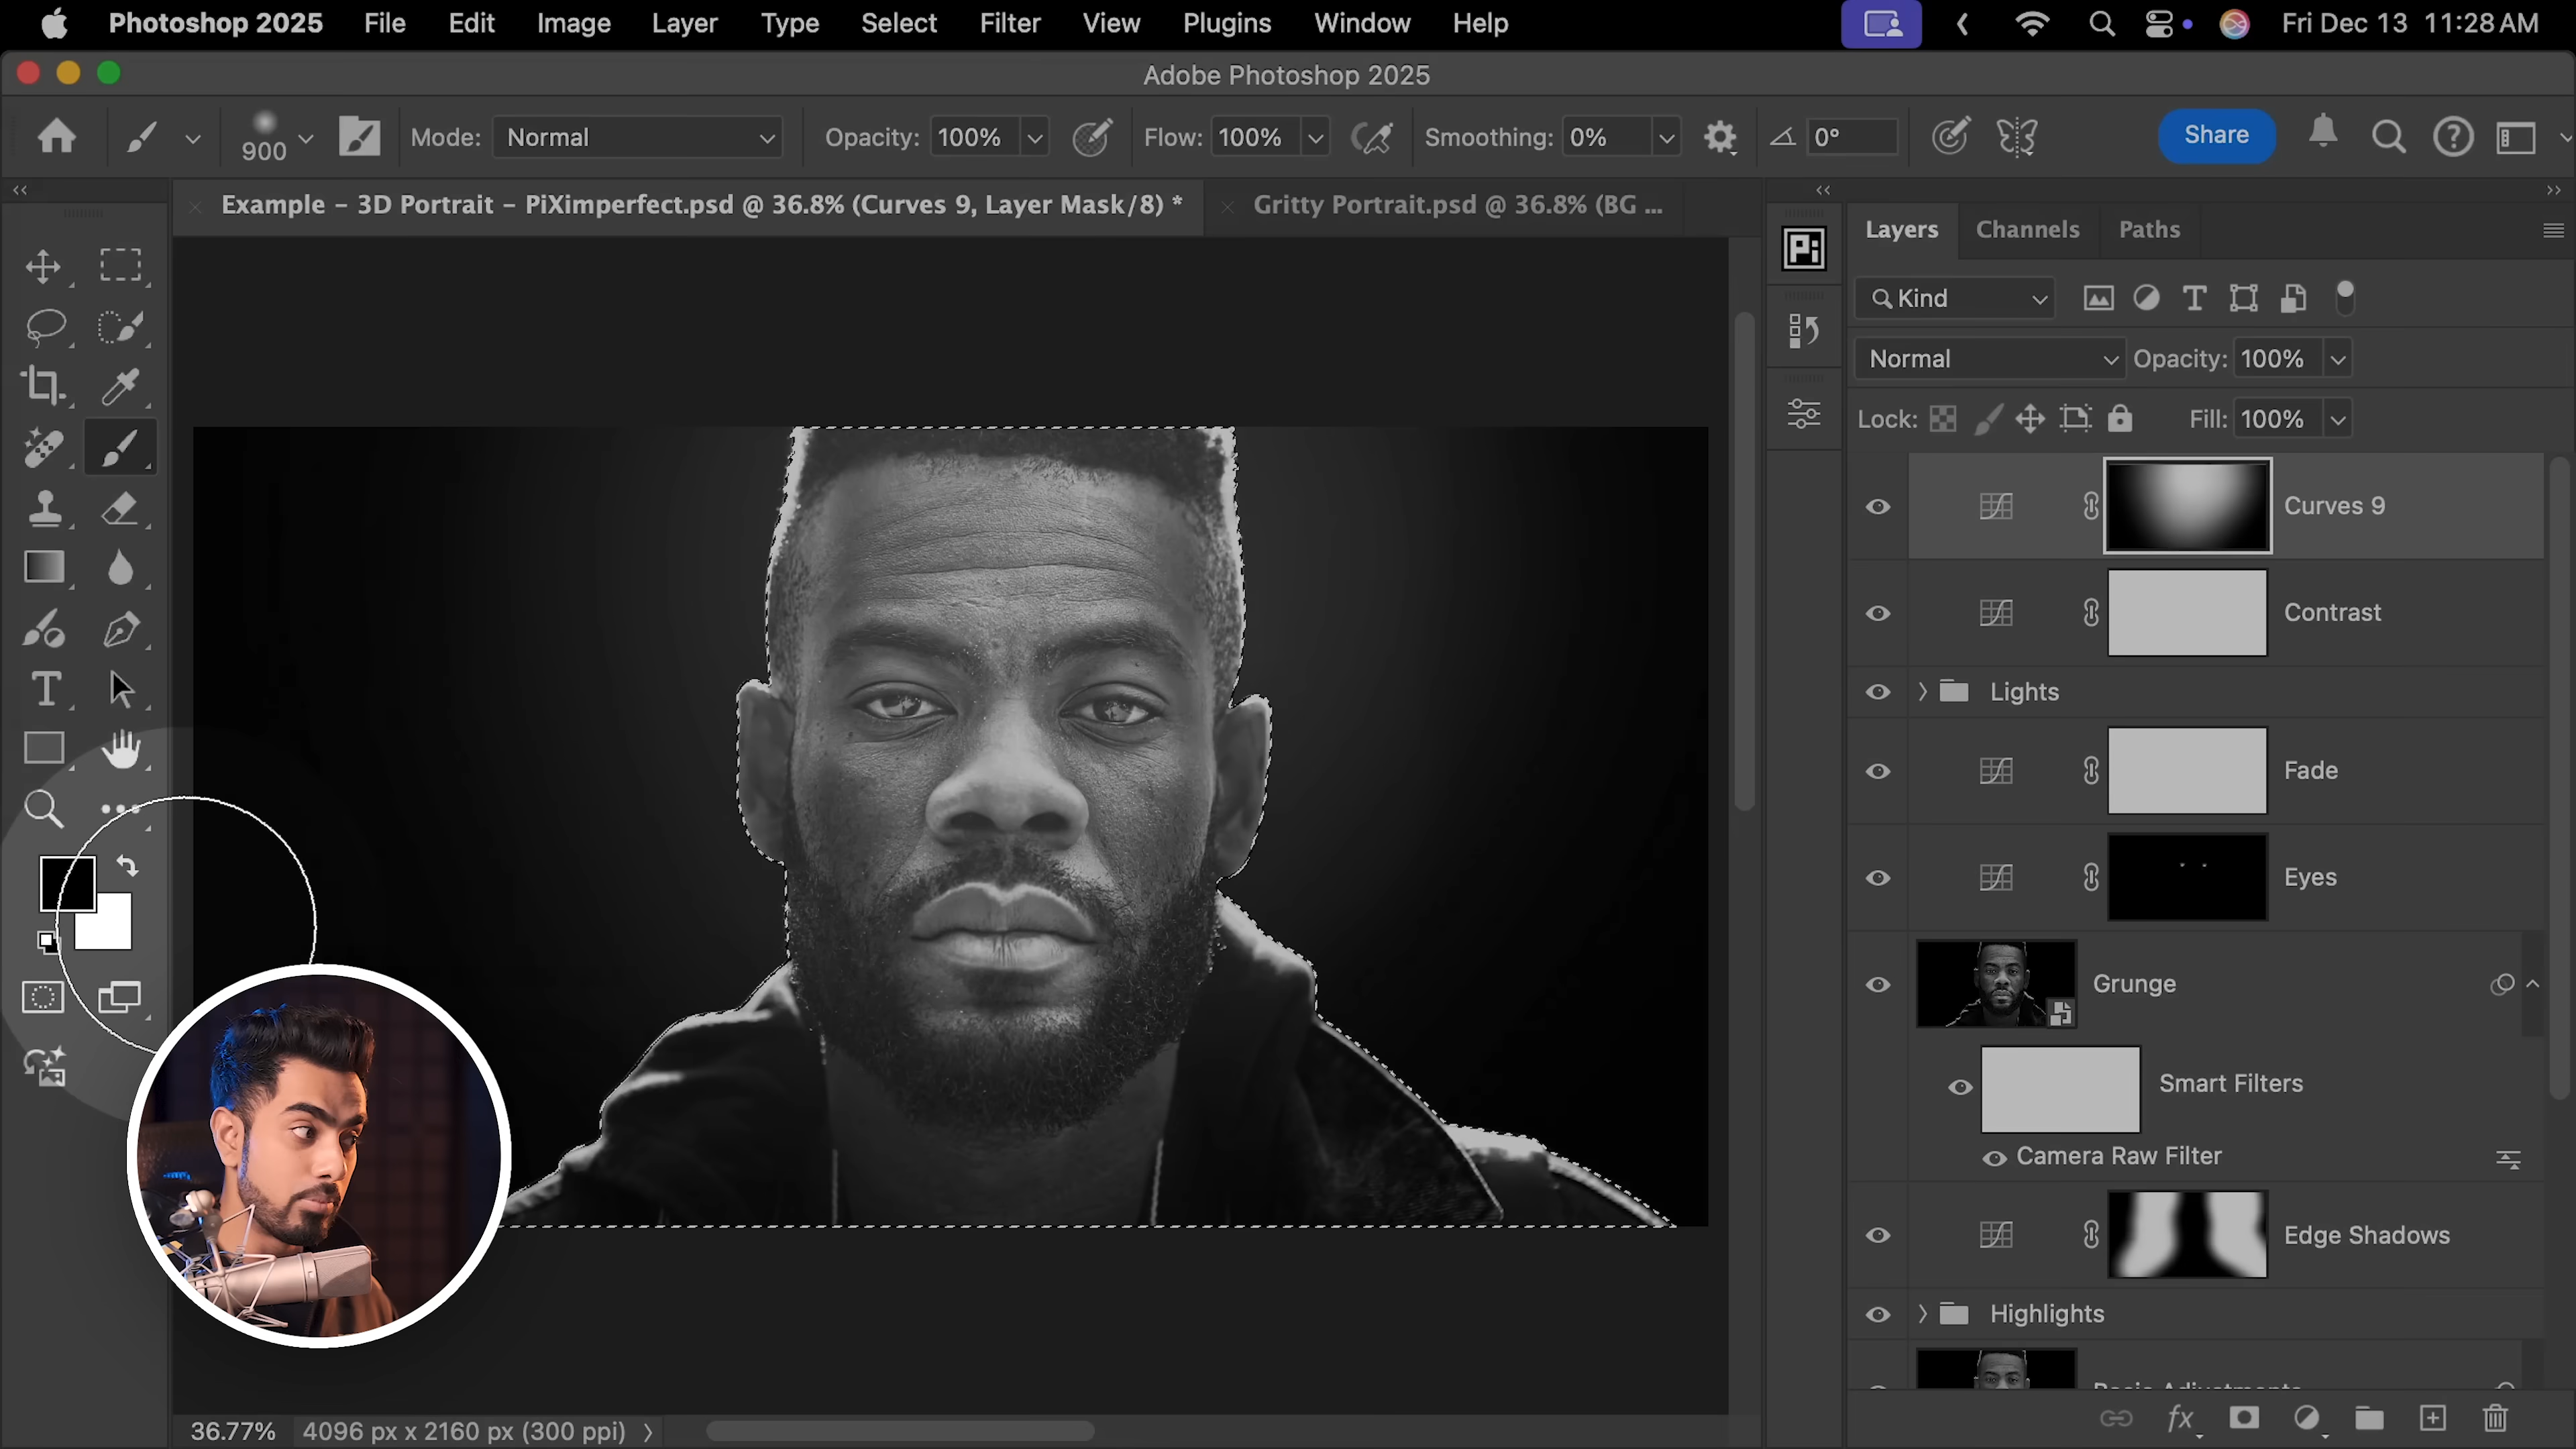 Photoshop 2025 File Edit Image Layer Type Select Filter View Plugins Window Help Fri Dec 13 11:28 AM
Adobe Photoshop 2025
900 Mode: Normal Opacity: 100% Flow: 100% Smoothing: 0% 0° Share
Example – 3D Portrait – PiXimperfect.psd @ 36.8% (Curves 9, Layer Mask/8) * Gritty Portrait.psd @ 36.8% (BG ...
Pi
Layers Channels Paths
Kind
Normal Opacity: 100%
Lock: Fill: 100%
Curves 9
Contrast
Lights
Fade
Eyes
Grunge
Smart Filters
Camera Raw Filter
Edge Shadows
Highlights
Basic Adjustments
fx
36.77% 4096 px x 2160 px (300 ppi)